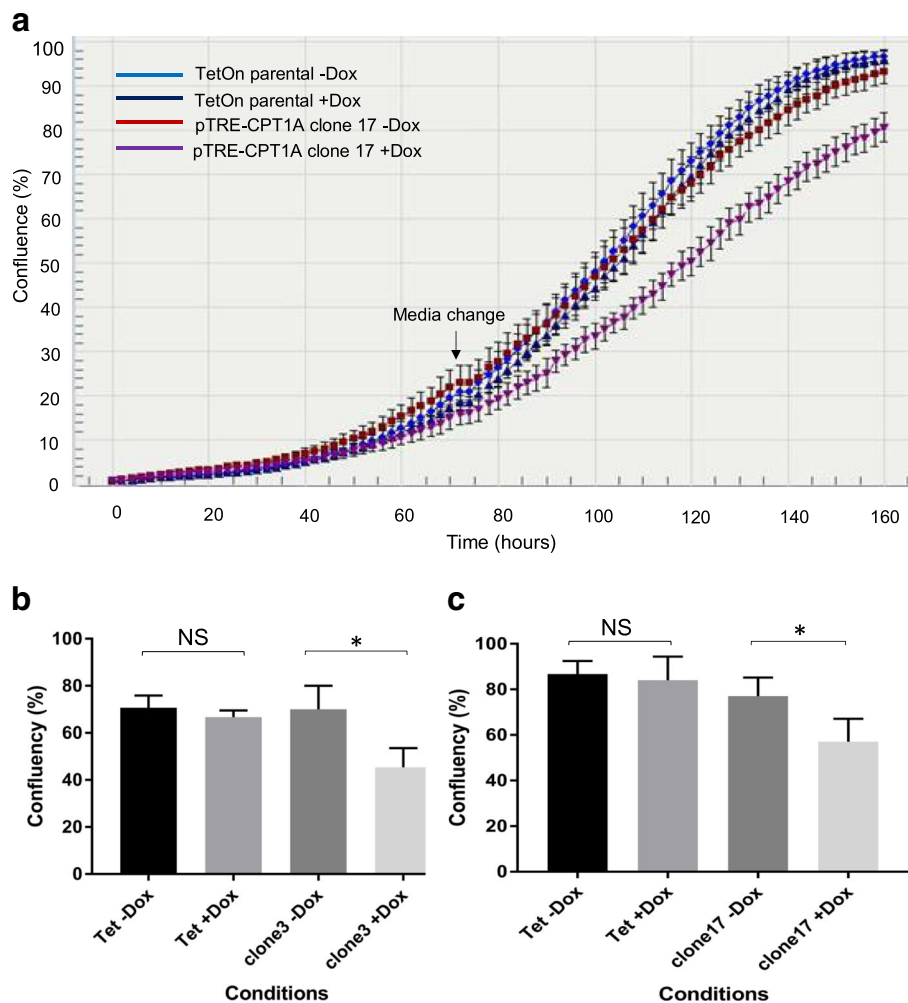 a
100
90
80
70
60
50
40
30
20
10
0
Confluence (%)
TetOn parental -Dox
TetOn parental +Dox
pTRE-CPT1A clone 17 -Dox
pTRE-CPT1A clone 17 +Dox
Media change
0 20 40 60 80 100 120 140 160
Time (hours)
b
100
80
60
40
20
0
Confluency (%)
NS
*
Tet -Dox
Tet +Dox
clone3 -Dox
clone3 +Dox
Conditions
c
100
80
60
40
20
0
Confluency (%)
NS
*
Tet -Dox
Tet +Dox
clone17 -Dox
clone17 +Dox
Conditions